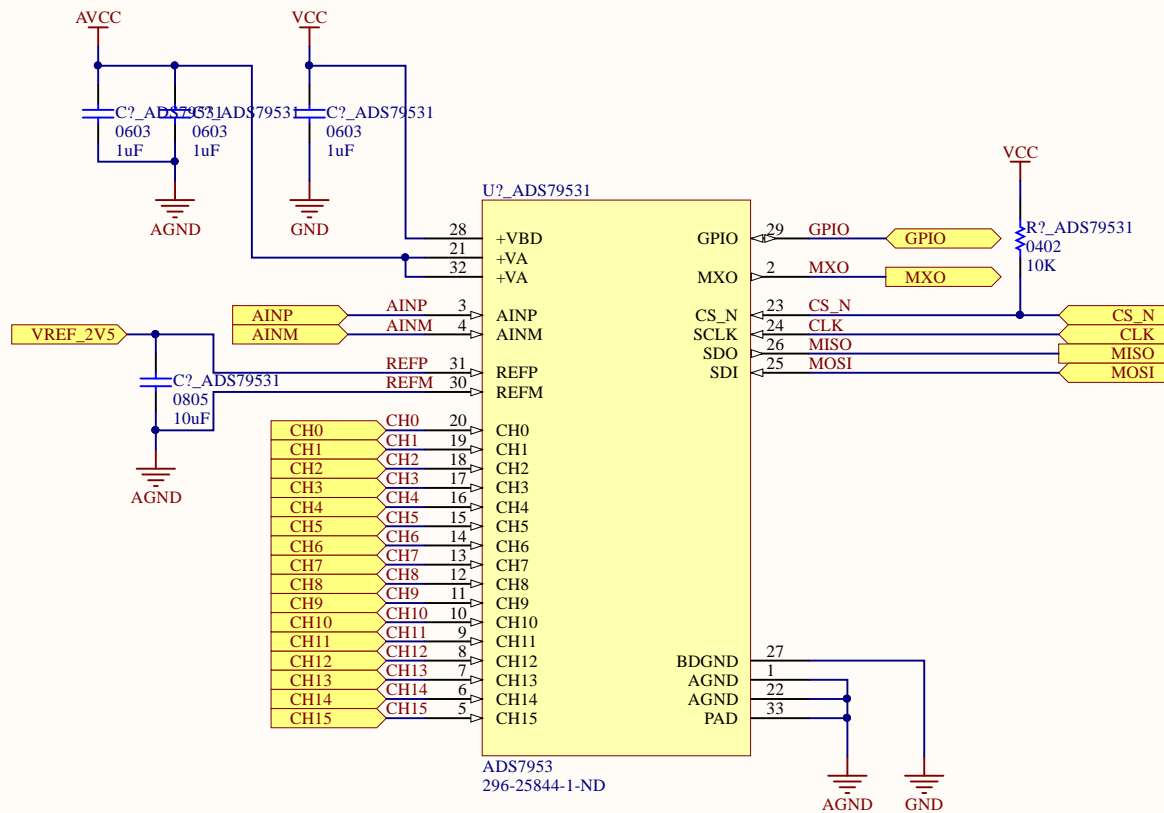 AVCC
VCC
C?_ADS79531
0603
1uF
C?_ADS79531
0603
1uF
C?_ADS79531
0603
1uF
AGND
GND
VCC
R?_ADS79531
0402
10K
U?_ADS79531
28 +VBD
21 +VA
32 +VA
AINP AINP 3 AINP
AINM AINM 4 AINM
VREF_2V5
REFP 31 REFP
REFM 30 REFM
C?_ADS79531
0805
10uF
AGND
CH0 CH0 20 CH0
CH1 CH1 19 CH1
CH2 CH2 18 CH2
CH3 CH3 17 CH3
CH4 CH4 16 CH4
CH5 CH5 15 CH5
CH6 CH6 14 CH6
CH7 CH7 13 CH7
CH8 CH8 12 CH8
CH9 CH9 11 CH9
CH10 CH10 10 CH10
CH11 CH11 9 CH11
CH12 CH12 8 CH12
CH13 CH13 7 CH13
CH14 CH14 6 CH14
CH15 CH15 5 CH15
GPIO 29 GPIO GPIO
MXO 2 MXO MXO
CS_N 23 CS_N CS_N
SCLK 24 CLK CLK
SDO 26 MISO MISO
SDI 25 MOSI MOSI
BDGND 27
AGND 1
AGND 22
PAD 33
AGND
GND
ADS7953
296-25844-1-ND